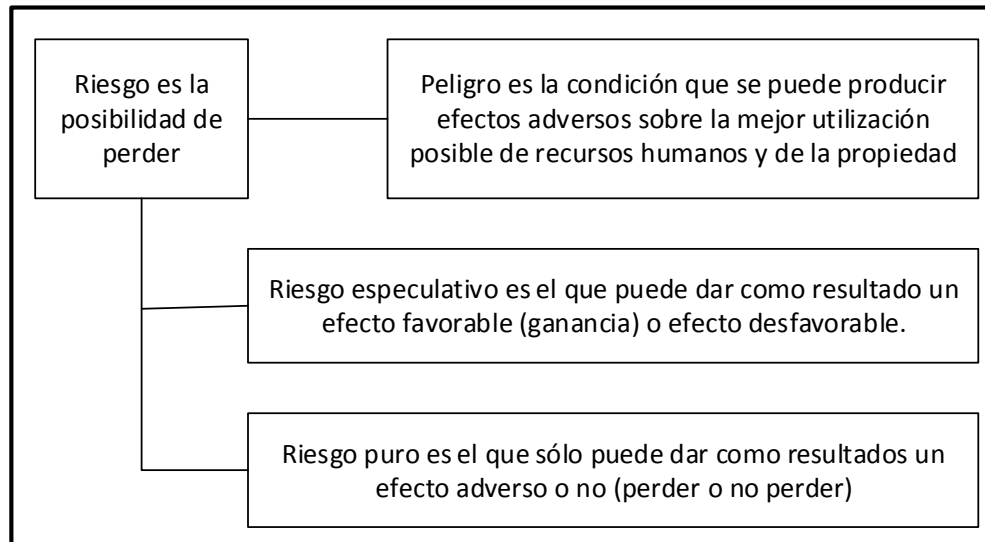 Riesgo es la
posibilidad de
perder
Peligro es la condición que se puede producir
efectos adversos sobre la mejor utilización
posible de recursos humanos y de la propiedad
Riesgo especulativo es el que puede dar como resultado un
efecto favorable (ganancia) o efecto desfavorable.
Riesgo puro es el que sólo puede dar como resultados un
efecto adverso o no (perder o no perder)